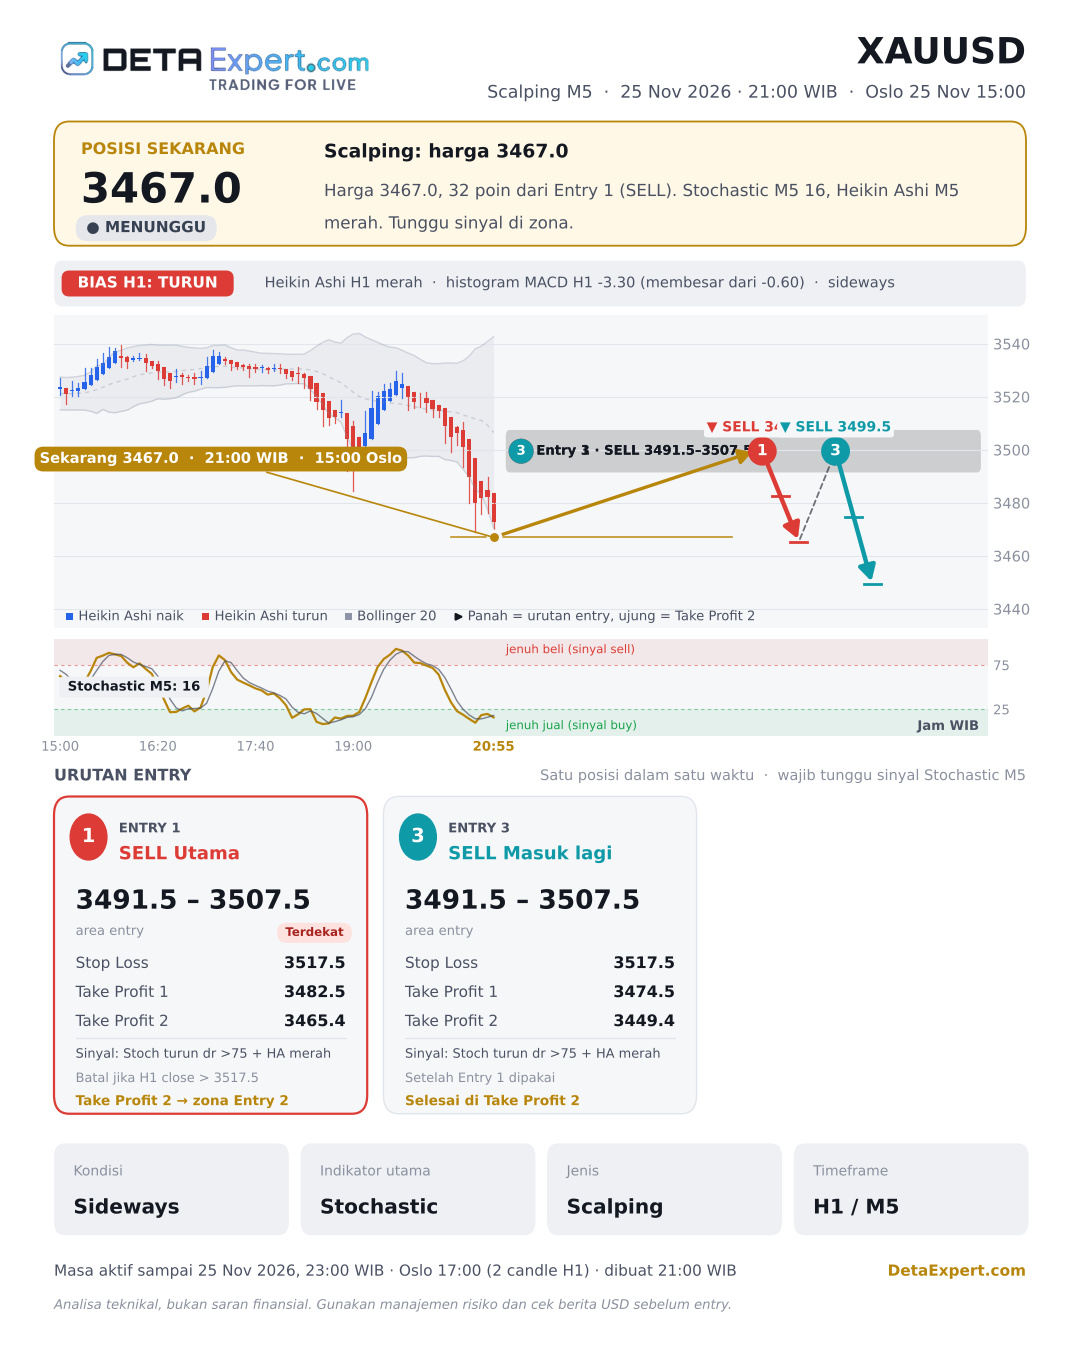 DETA Expert.com
TRADING FOR LIVE
XAUUSD
Scalping M5 · 25 Nov 2026 · 21:00 WIB · Oslo 25 Nov 15:00
POSISI SEKARANG
3467.0
● MENUNGGU
Scalping: harga 3467.0
Harga 3467.0, 32 poin dari Entry 1 (SELL). Stochastic M5 16, Heikin Ashi M5
merah. Tunggu sinyal di zona.
BIAS H1: TURUN
Heikin Ashi H1 merah · histogram MACD H1 -3.30 (membesar dari -0.60) · sideways
3540
3520
3500
3480
3460
3440
▼ SELL 34
▼ SELL 3499.5
3
Entry 3 · SELL 3491.5–3507.5
1
3
Sekarang 3467.0 · 21:00 WIB · 15:00 Oslo
Heikin Ashi naik
Heikin Ashi turun
Bollinger 20
Panah = urutan entry, ujung = Take Profit 2
jenuh beli (sinyal sell)
75
Stochastic M5: 16
25
jenuh jual (sinyal buy)
Jam WIB
15:00 16:20 17:40 19:00 20:55
URUTAN ENTRY
Satu posisi dalam satu waktu · wajib tunggu sinyal Stochastic M5
1
ENTRY 1
SELL Utama
3491.5 – 3507.5
area entry
Terdekat
Stop Loss 3517.5
Take Profit 1 3482.5
Take Profit 2 3465.4
Sinyal: Stoch turun dr >75 + HA merah
Batal jika H1 close > 3517.5
Take Profit 2 → zona Entry 2
3
ENTRY 3
SELL Masuk lagi
3491.5 – 3507.5
area entry
Stop Loss 3517.5
Take Profit 1 3474.5
Take Profit 2 3449.4
Sinyal: Stoch turun dr >75 + HA merah
Setelah Entry 1 dipakai
Selesai di Take Profit 2
Kondisi
Sideways
Indikator utama
Stochastic
Jenis
Scalping
Timeframe
H1 / M5
Masa aktif sampai 25 Nov 2026, 23:00 WIB · Oslo 17:00 (2 candle H1) · dibuat 21:00 WIB
DetaExpert.com
Analisa teknikal, bukan saran finansial. Gunakan manajemen risiko dan cek berita USD sebelum entry.